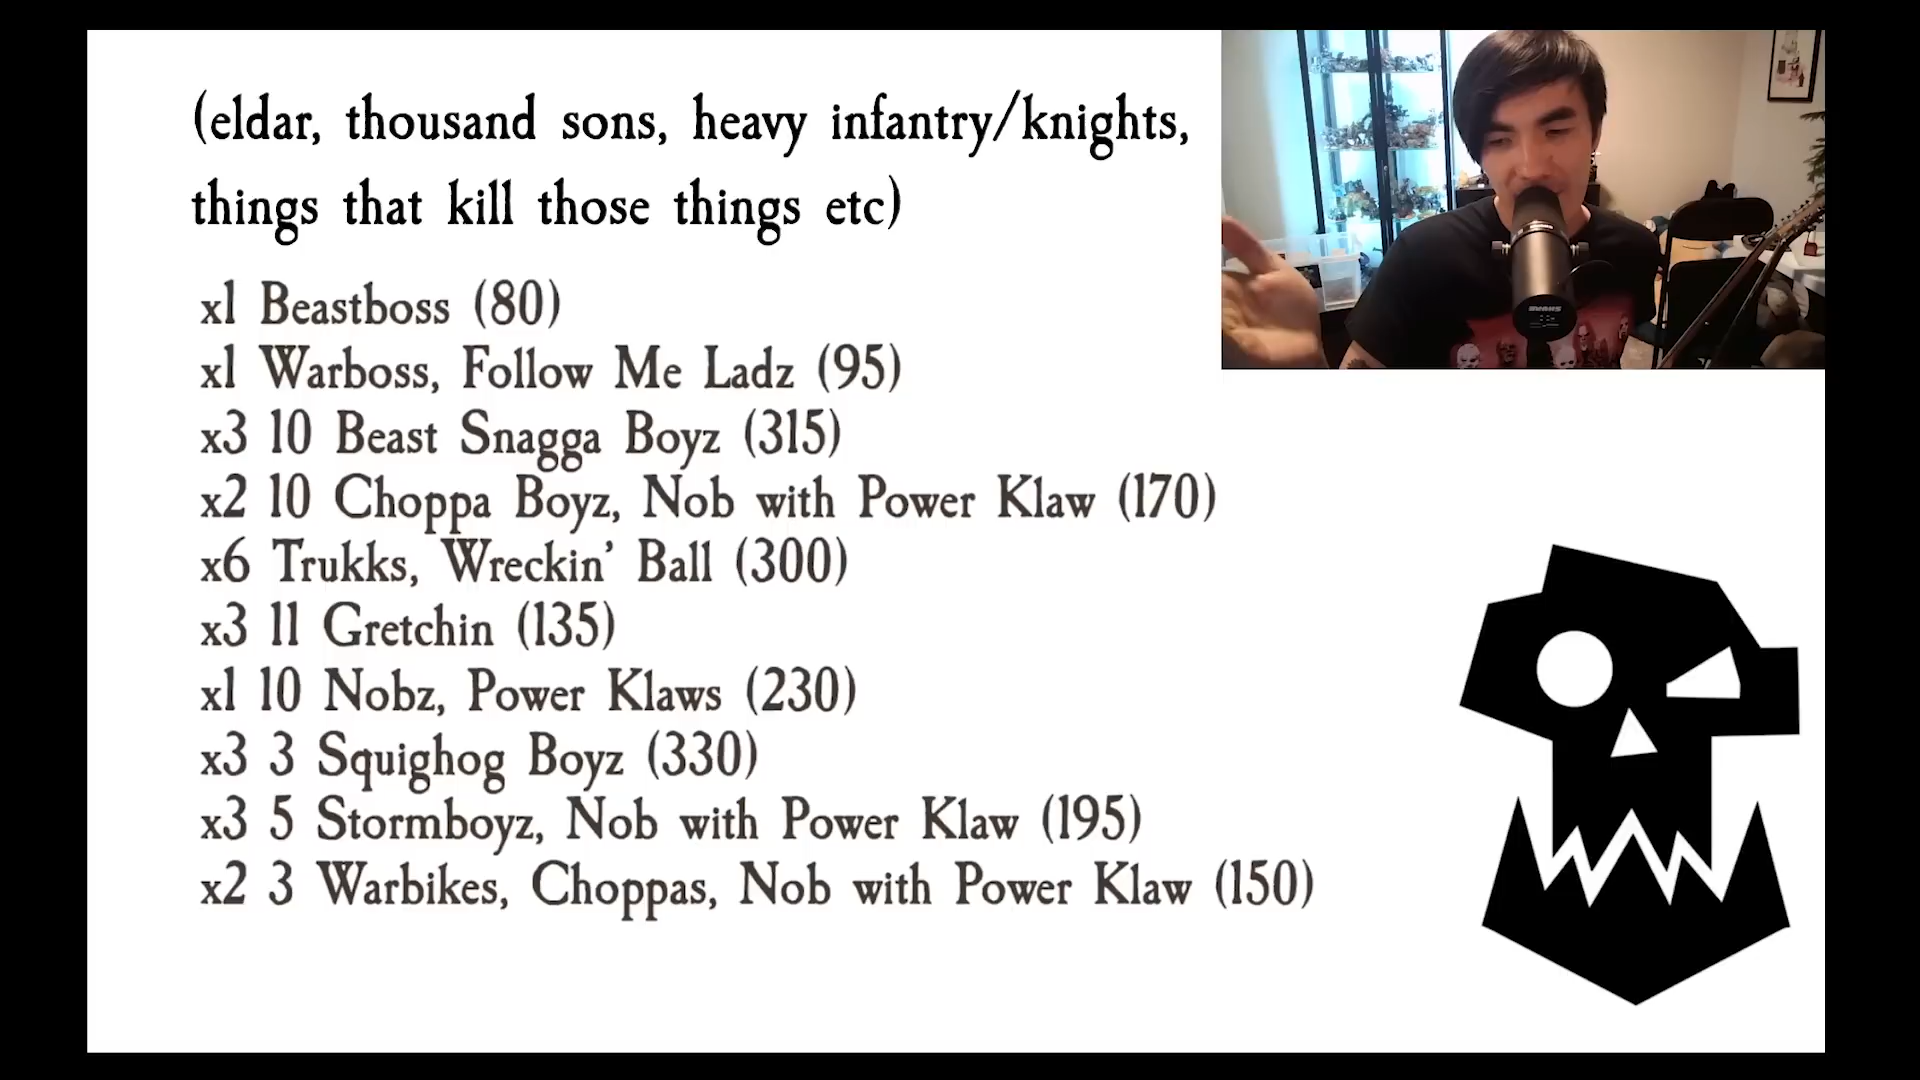 (eldar, thousand sons, heavy infantry/knights,
things that kill those things etc)
x1 Beastboss (80)
x1 Warboss, Follow Me Ladz (95)
x3 10 Beast Snagga Boyz (315)
x2 10 Choppa Boyz, Nob with Power Klaw (170)
x6 Trukks, Wreckin' Ball (300)
x3 11 Gretchin (135)
x1 10 Nobz, Power Klaws (230)
x3 3 Squighog Boyz (330)
x3 5 Stormboyz, Nob with Power Klaw (195)
x2 3 Warbikes, Choppas, Nob with Power Klaw (150)